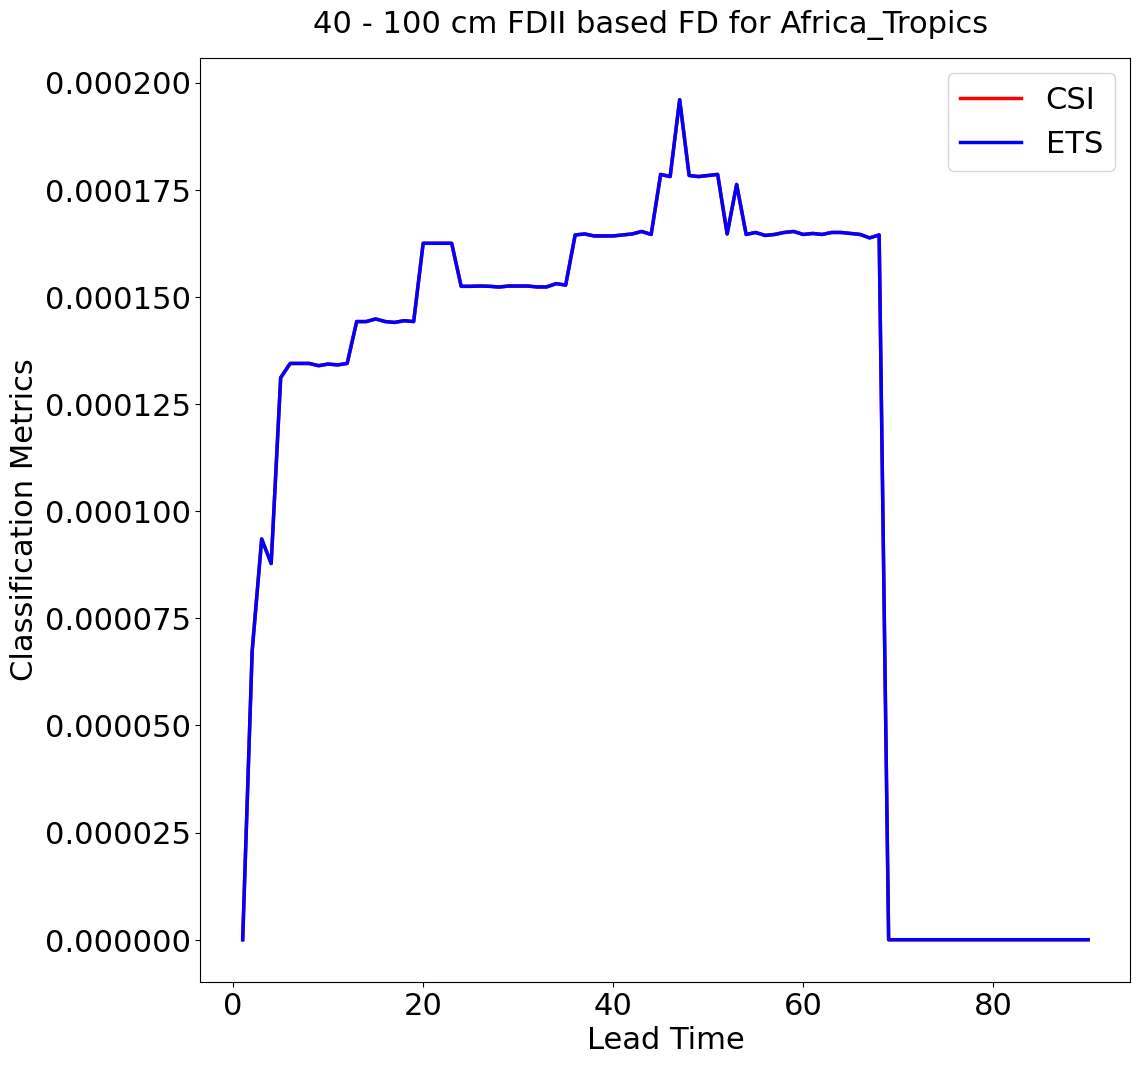 40 - 100 cm FDII based FD for Africa_Tropics
CSI
ETS
0.000200
0.000175
0.000150
0.000125
0.000100
0.000075
0.000050
0.000025
0.000000
Classification Metrics
0 20 40 60 80
Lead Time